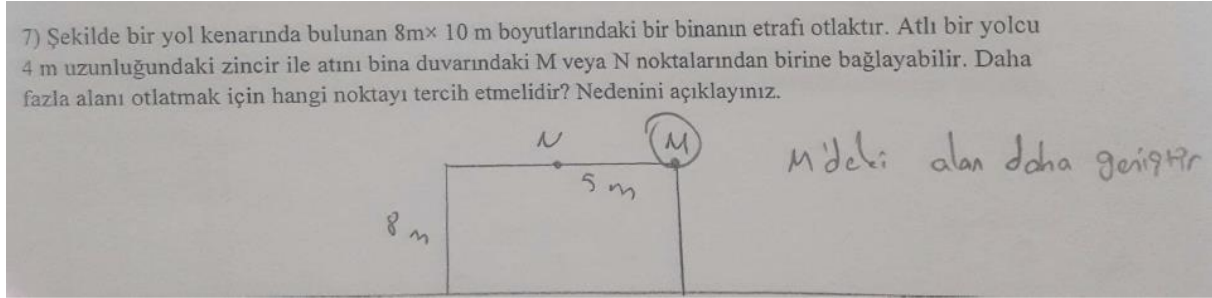 7) Şekilde bir yol kenarında bulunan 8m× 10 m boyutlarındaki bir binanın etrafı otlaktır. Atlı bir yolcu
4 m uzunluğundaki zincir ile atını bina duvarındaki M veya N noktalarından birine bağlayabilir. Daha
fazla alanı otlatmak için hangi noktayı tercih etmelidir? Nedenini açıklayınız.
N M
M'deki alan daha geniştir
5 m
8 m